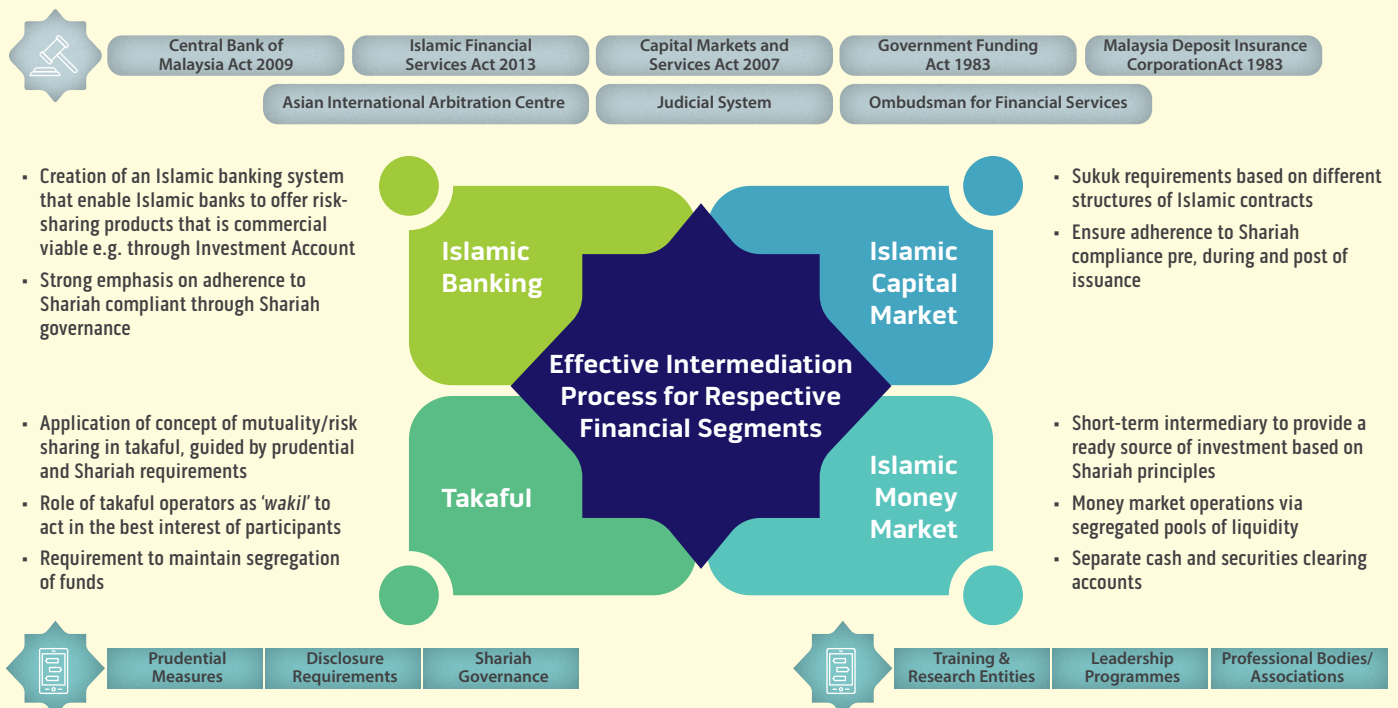 Central Bank of
Malaysia Act 2009
Islamic Financial
Services Act 2013
Capital Markets and
Services Act 2007
Government Funding
Act 1983
Malaysia Deposit Insurance
CorporationAct 1983
Asian International Arbitration Centre
Judicial System
Ombudsman for Financial Services
▪ Creation of an Islamic banking system
that enable Islamic banks to offer risk-
sharing products that is commercial
viable e.g. through Investment Account
▪ Strong emphasis on adherence to
Shariah compliant through Shariah
governance
Islamic
Banking
Islamic
Capital
Market
▪ Sukuk requirements based on different
structures of Islamic contracts
▪ Ensure adherence to Shariah
compliance pre, during and post of
issuance
Effective Intermediation
Process for Respective
Financial Segments
▪ Application of concept of mutuality/risk
sharing in takaful, guided by prudential
and Shariah requirements
▪ Role of takaful operators as 'wakil' to
act in the best interest of participants
▪ Requirement to maintain segregation
of funds
Takaful
Islamic
Money
Market
▪ Short-term intermediary to provide a
ready source of investment based on
Shariah principles
▪ Money market operations via
segregated pools of liquidity
▪ Separate cash and securities clearing
accounts
Prudential
Measures
Disclosure
Requirements
Shariah
Governance
Training &
Research Entities
Leadership
Programmes
Professional Bodies/
Associations